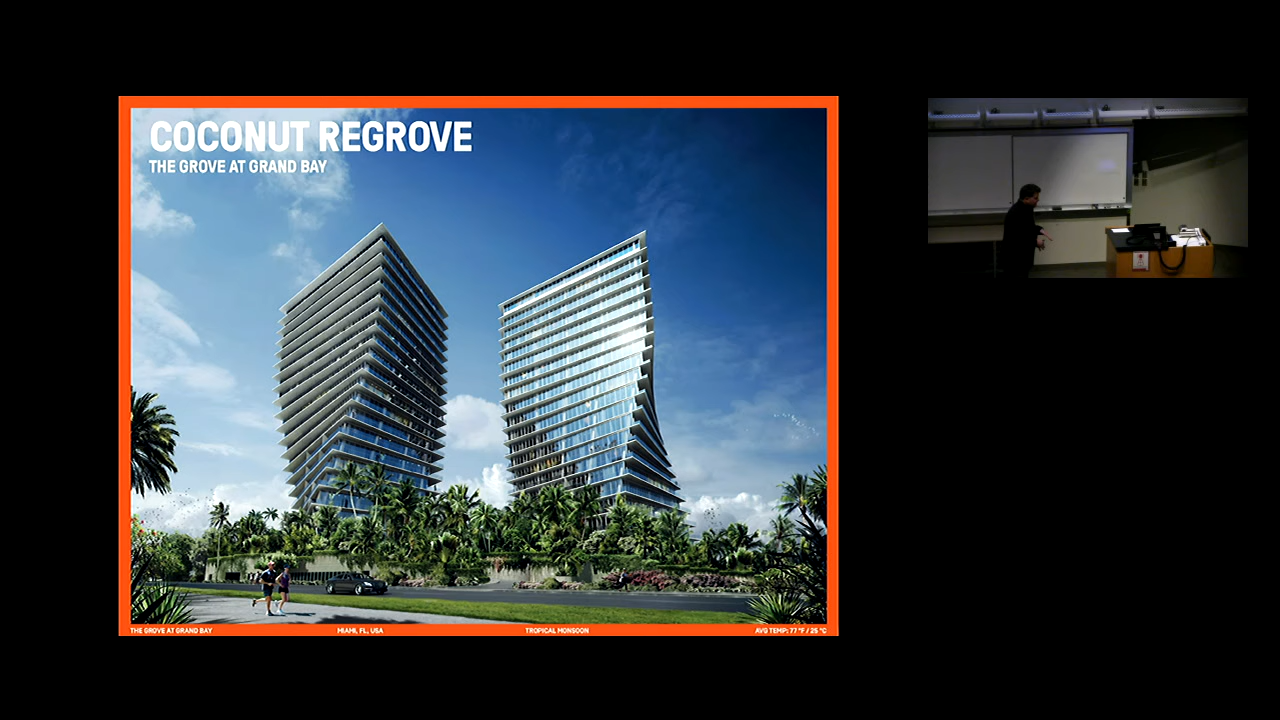 COCONUT REGROVE
THE GROVE AT GRAND BAY
THE GROVE AT GRAND BAY MIAMI, FL, USA TROPICAL MONSOON AVG TEMP: 77 °F / 25 °C